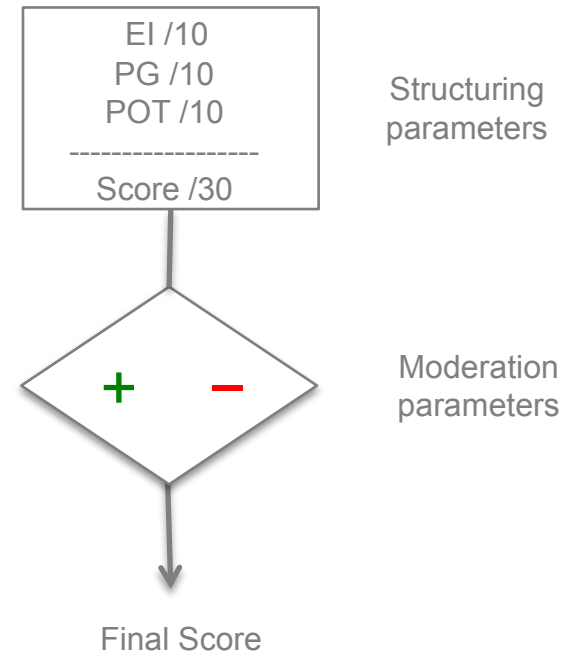 EI /10
PG /10
POT /10
------------------
Score /30
Structuring
parameters
+ –
Moderation
parameters
Final Score